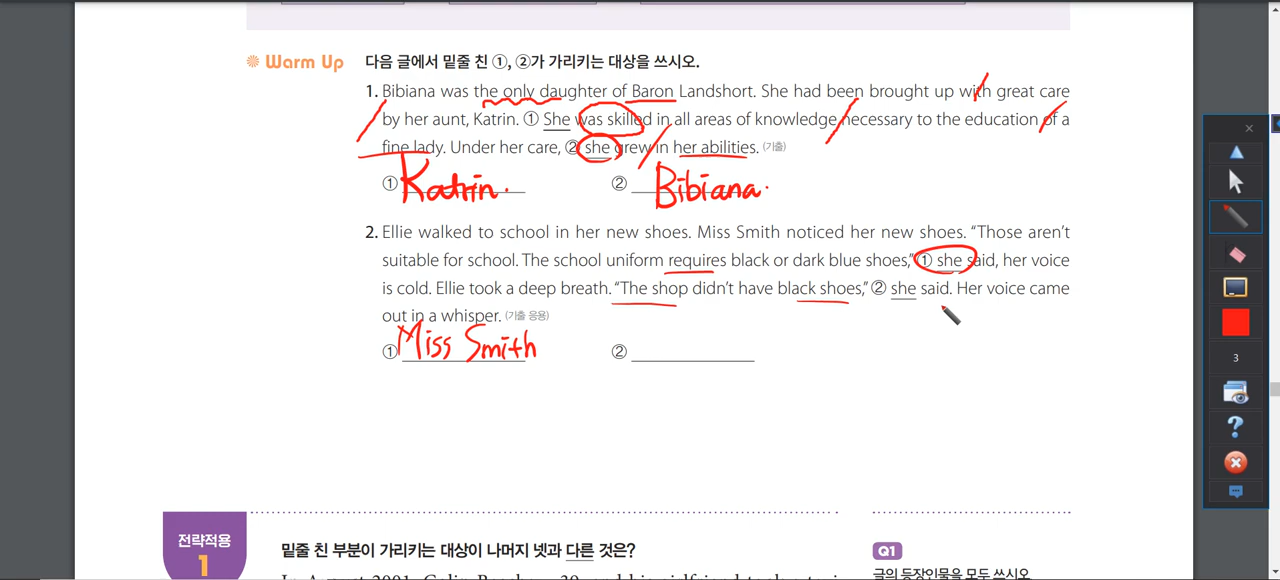 Warm Up 다음 글에서 밑줄 친 ①, ②가 가리키는 대상을 쓰시오.
1. Bibiana was the only daughter of Baron Landshort. She had been brought up with great care
by her aunt, Katrin. ① She was skilled in all areas of knowledge necessary to the education of a
fine lady. Under her care, ② she grew in her abilities. (기출)
① Katrin. ② Bibiana.
2. Ellie walked to school in her new shoes. Miss Smith noticed her new shoes. “Those aren’t
suitable for school. The school uniform requires black or dark blue shoes,” ① she said, her voice
is cold. Ellie took a deep breath. “The shop didn’t have black shoes,” ② she said. Her voice came
out in a whisper. (기출 응용)
① Miss Smith ②
3
전략적용
1
밑줄 친 부분이 가리키는 대상이 나머지 넷과 다른 것은?
Q1
글의 등장인물을 모두 쓰시오